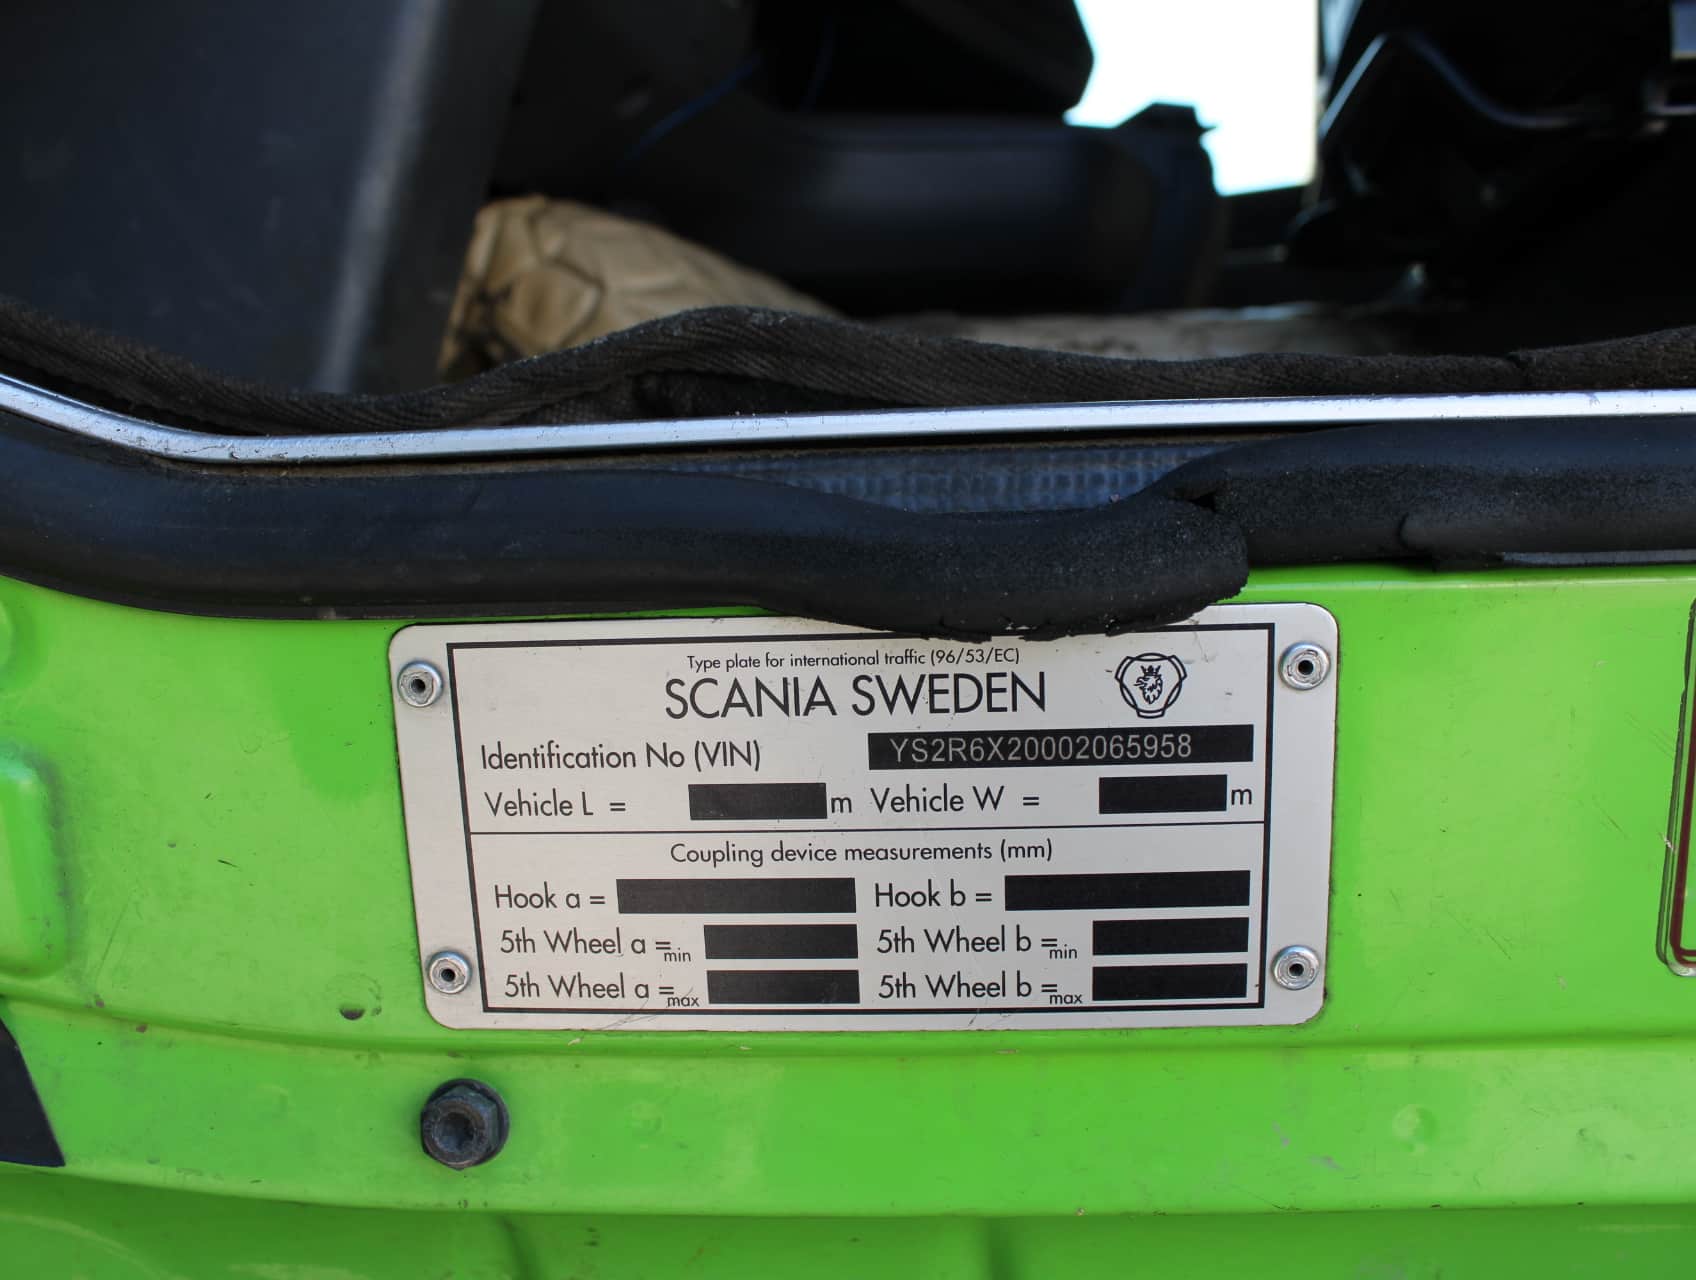 Type plate for international traffic (96/53/EC)
SCANIA SWEDEN
Identification No (VIN) YS2R6X20002065958
Vehicle L = m Vehicle W = m
Coupling device measurements (mm)
Hook a = Hook b =
5th Wheel a =min 5th Wheel b =min
5th Wheel a =max 5th Wheel b =max